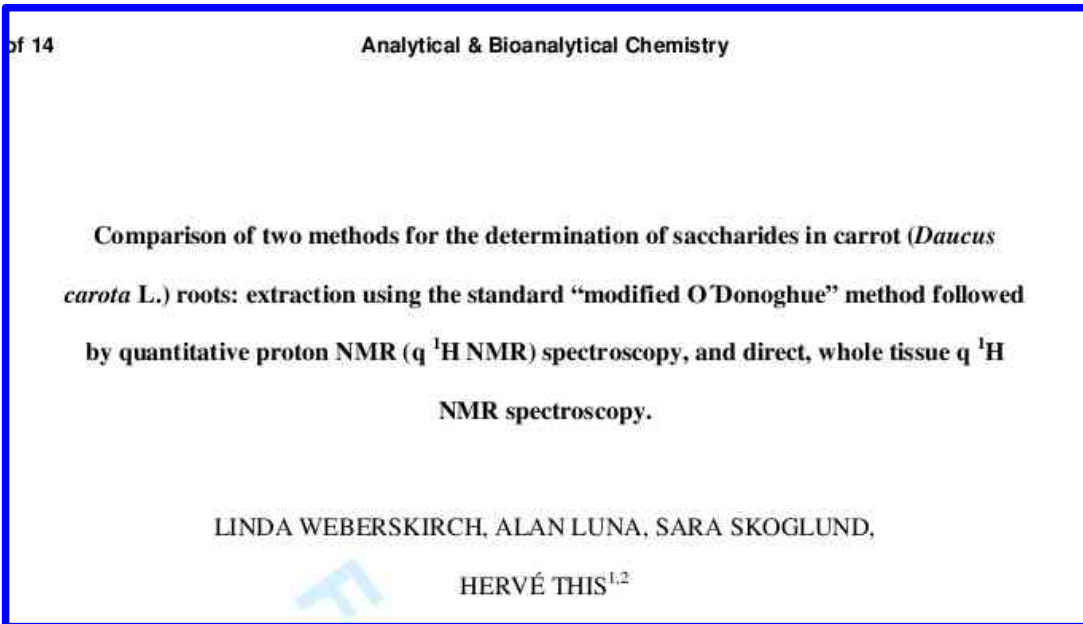 of 14 Analytical & Bioanalytical Chemistry
Comparison of two methods for the determination of saccharides in carrot (Daucus
carota L.) roots: extraction using the standard “modified O´Donoghue” method followed
by quantitative proton NMR (q ¹H NMR) spectroscopy, and direct, whole tissue q ¹H
NMR spectroscopy.
LINDA WEBERSKIRCH, ALAN LUNA, SARA SKOGLUND,
HERVÉ THIS¹,²